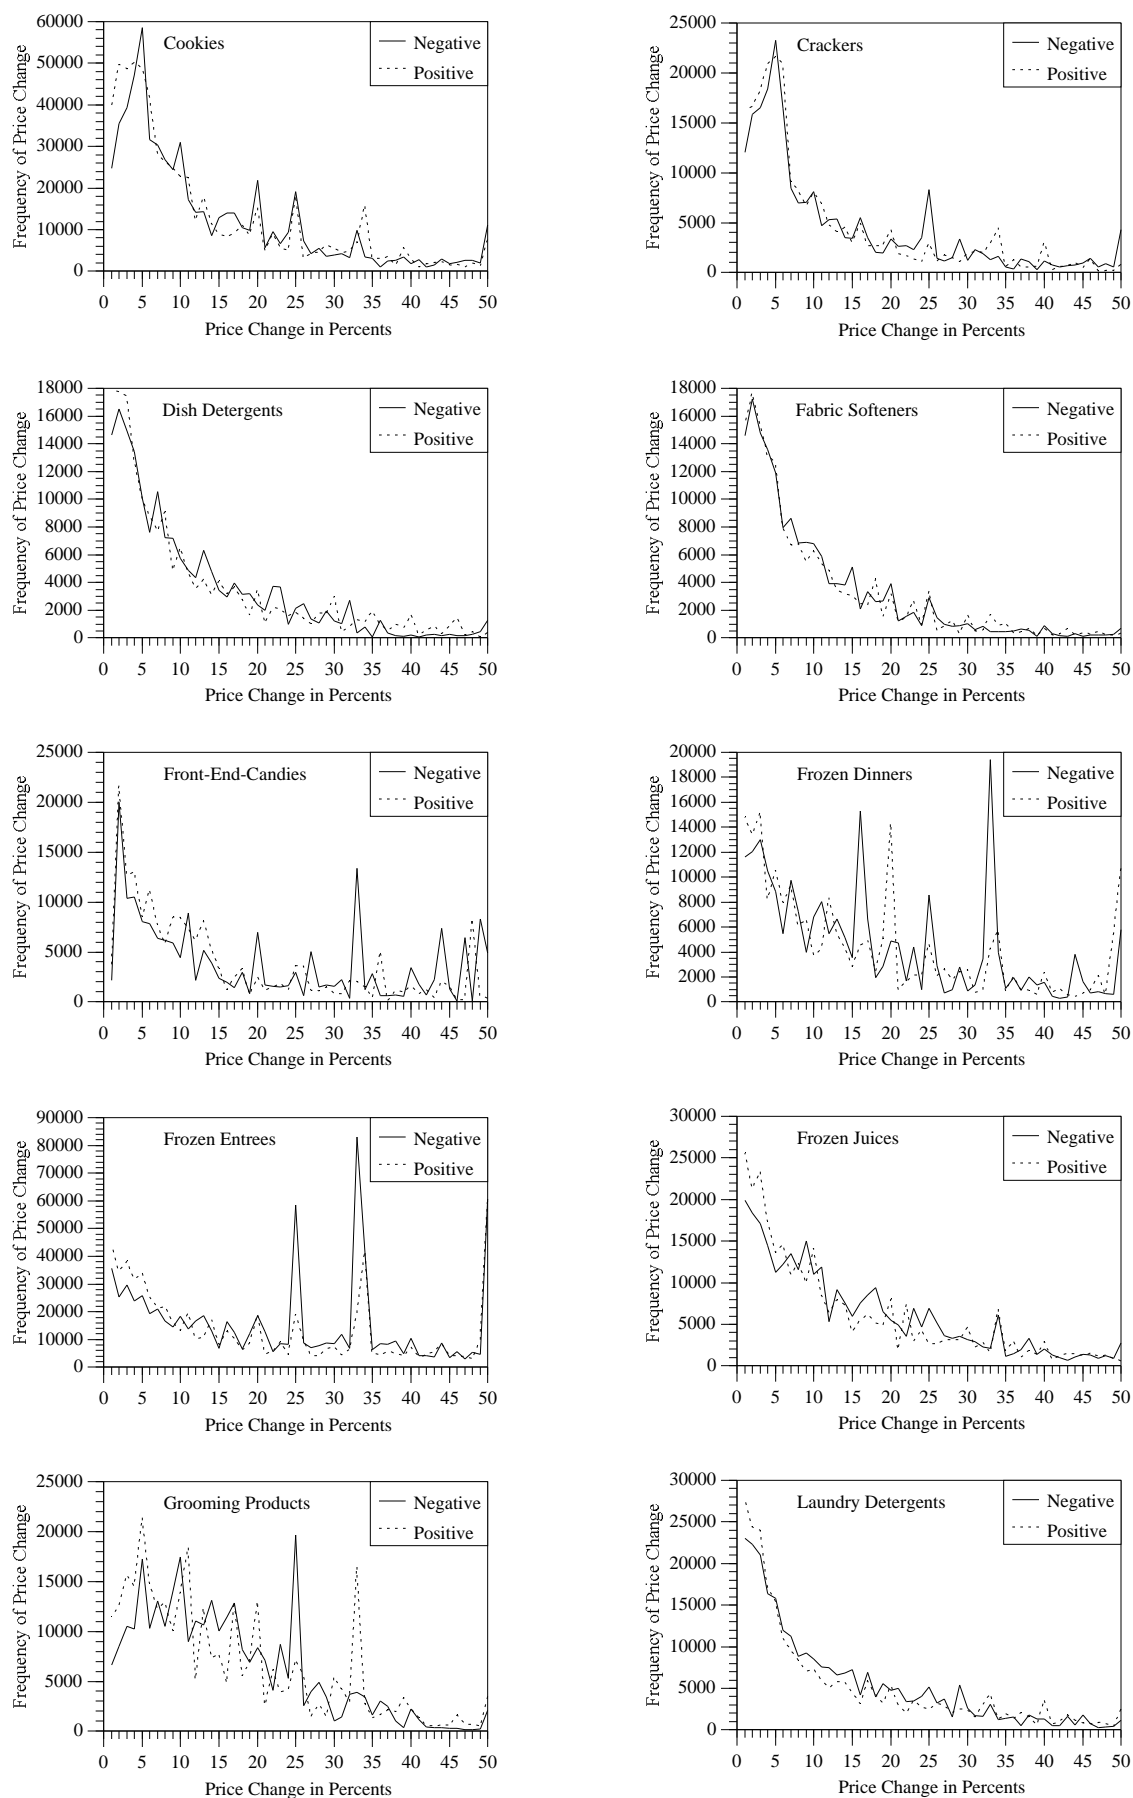 60000
50000
40000
30000
20000
10000
0
Frequency of Price Change
Cookies
Negative
Positive
0 5 10 15 20 25 30 35 40 45 50
Price Change in Percents
25000
20000
15000
10000
5000
0
Frequency of Price Change
Crackers
Negative
Positive
0 5 10 15 20 25 30 35 40 45 50
Price Change in Percents
18000
16000
14000
12000
10000
8000
6000
4000
2000
0
Frequency of Price Change
Dish Detergents
Negative
Positive
0 5 10 15 20 25 30 35 40 45 50
Price Change in Percents
18000
16000
14000
12000
10000
8000
6000
4000
2000
0
Frequency of Price Change
Fabric Softeners
Negative
Positive
0 5 10 15 20 25 30 35 40 45 50
Price Change in Percents
25000
20000
15000
10000
5000
0
Frequency of Price Change
Front-End-Candies
Negative
Positive
0 5 10 15 20 25 30 35 40 45 50
Price Change in Percents
20000
18000
16000
14000
12000
10000
8000
6000
4000
2000
0
Frequency of Price Change
Frozen Dinners
Negative
Positive
0 5 10 15 20 25 30 35 40 45 50
Price Change in Percents
90000
80000
70000
60000
50000
40000
30000
20000
10000
0
Frequency of Price Change
Frozen Entrees
Negative
Positive
0 5 10 15 20 25 30 35 40 45 50
Price Change in Percents
30000
25000
20000
15000
10000
5000
0
Frequency of Price Change
Frozen Juices
Negative
Positive
0 5 10 15 20 25 30 35 40 45 50
Price Change in Percents
25000
20000
15000
10000
5000
0
Frequency of Price Change
Grooming Products
Negative
Positive
0 5 10 15 20 25 30 35 40 45 50
Price Change in Percents
30000
25000
20000
15000
10000
5000
0
Frequency of Price Change
Laundry Detergents
Negative
Positive
0 5 10 15 20 25 30 35 40 45 50
Price Change in Percents